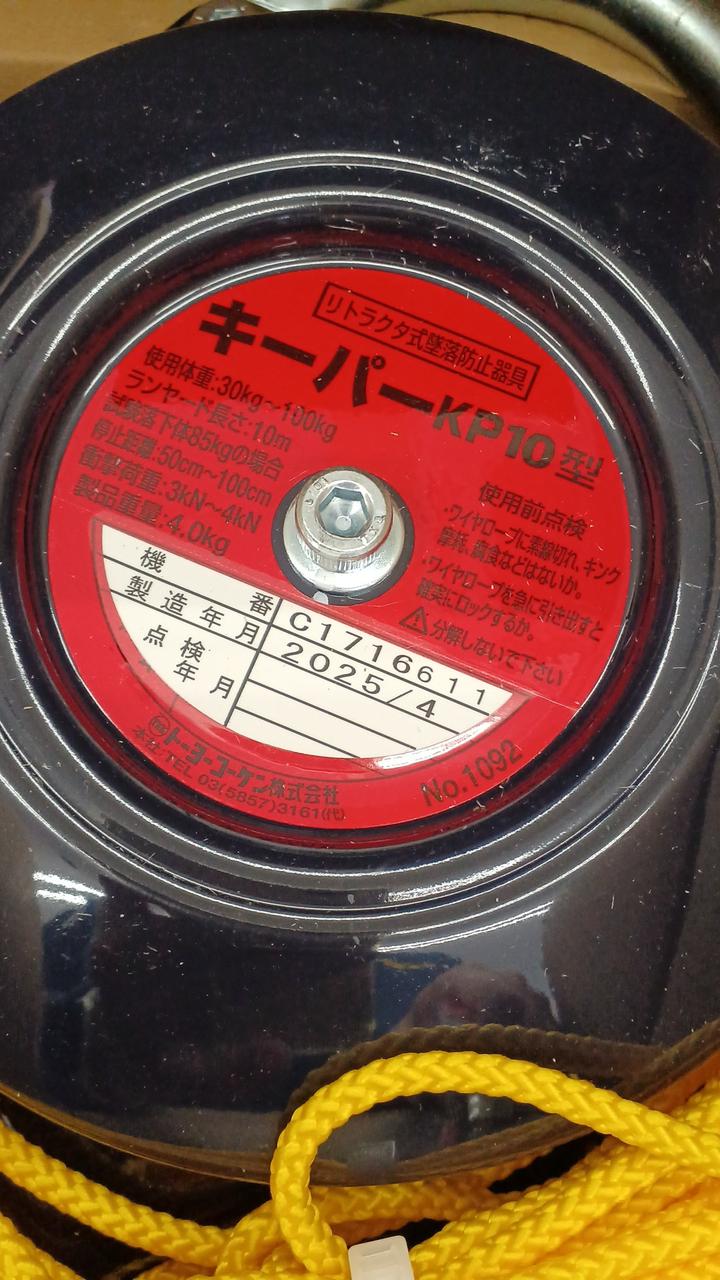 リトラクタ式墜落防止器具
キーパーKP10型
使用体重:30kg〜100kg
ランヤード長さ:10m
試験落下体85kgの場合
停止距離:50cm〜100cm
衝撃荷重:3kN〜4kN
製品重量:4.0kg
使用前点検
・ワイヤロープに素線切れ、キンク
摩耗、腐食などはないか。
・ワイヤロープを急に引き出すと
確実にロックするか。
⚠分解しないで下さい
機番 C1716611
製造年月 2025/4
点検年月
トーヨーコーケン株式会社
本社/TEL 03(5857)3161(代)
No.1092